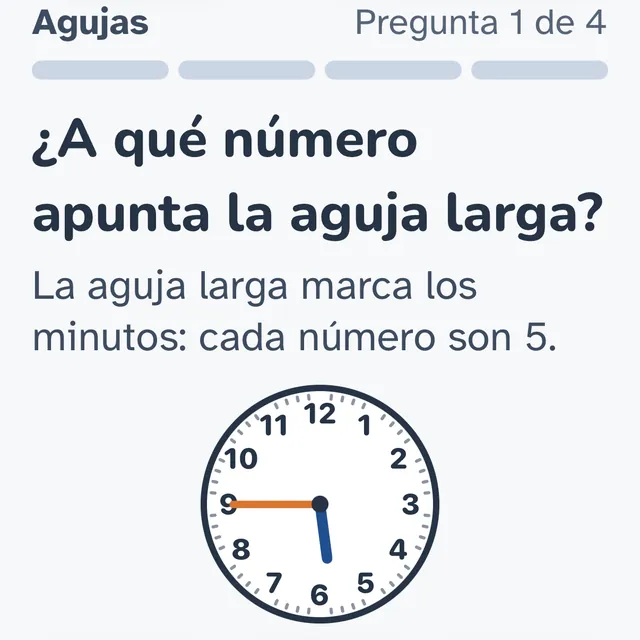 Agujas
Pregunta 1 de 4
¿A qué número
apunta la aguja larga?
La aguja larga marca los
minutos: cada número son 5.
12
1
2
3
4
5
6
7
8
9
10
11